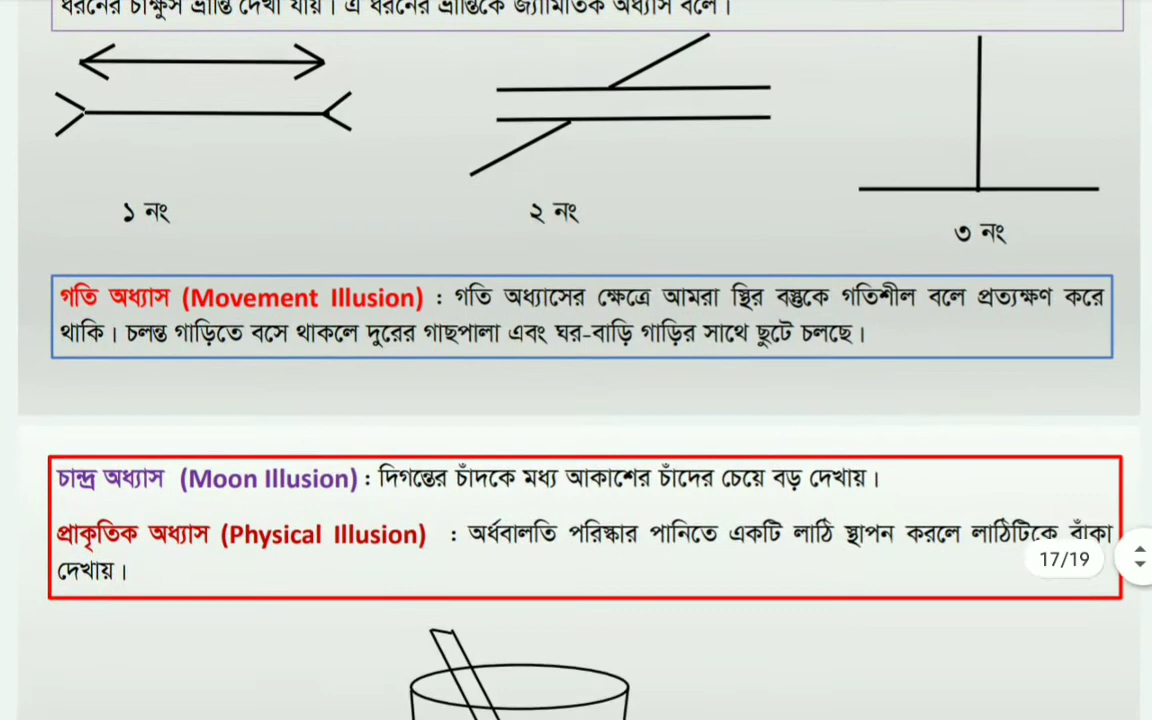 ধরনের চাক্ষুস ভ্রান্তি দেখা যায়। এ ধরনের ভ্রান্তিকে জ্যামিতিক অধ্যাস বলে।
১ নং
২ নং
৩ নং
গতি অধ্যাস (Movement Illusion) : গতি অধ্যাসের ক্ষেত্রে আমরা স্থির বস্তুকে গতিশীল বলে প্রত্যক্ষণ করে
থাকি। চলন্ত গাড়িতে বসে থাকলে দুরের গাছপালা এবং ঘর-বাড়ি গাড়ির সাথে ছুটে চলছে।
চান্দ্র অধ্যাস (Moon Illusion) : দিগন্তের চাঁদকে মধ্য আকাশের চাঁদের চেয়ে বড় দেখায়।
প্রাকৃতিক অধ্যাস (Physical Illusion) : অর্ধবালতি পরিস্কার পানিতে একটি লাঠি স্থাপন করলে লাঠিটিকে বাঁকা
দেখায়।
17/19